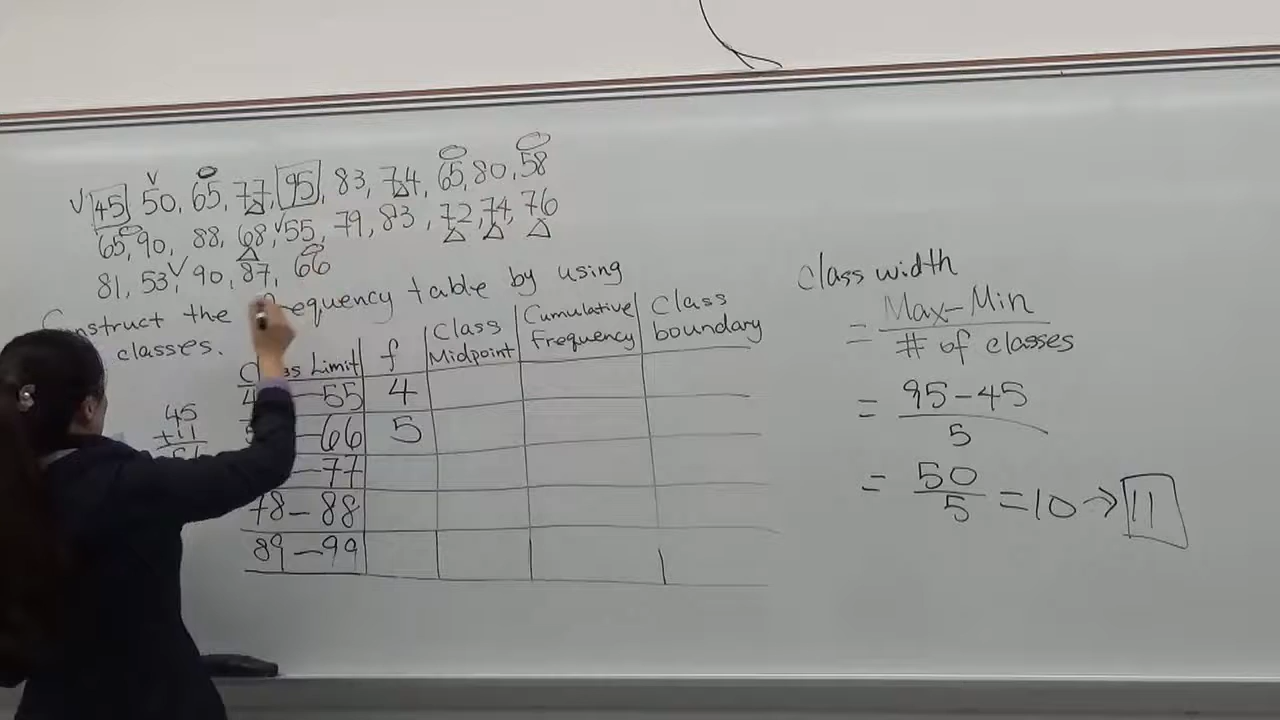 45, 50, 65, 77, 95, 83, 74, 65, 80, 58
65, 90, 88, 68, 55, 79, 83, 72, 74, 76
81, 53, 90, 87, 66
Construct the frequency table by using
classes.
Limit f Class Midpoint Cumulative Frequency Class boundary
4 –55 4
5 –66 5
–77
78–88
89–99
45
+11
Class width
= Max–Min / # of classes
= 95–45 / 5
= 50/5 = 10 → 11